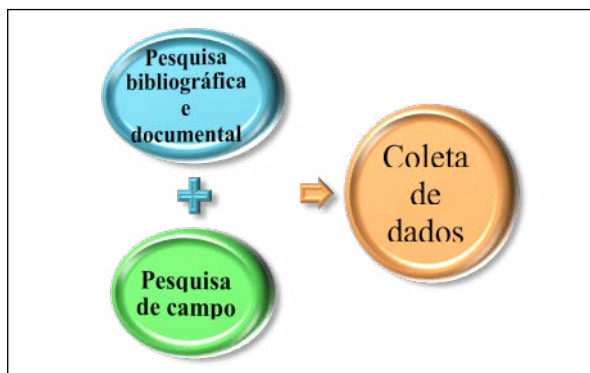 Pesquisa
bibliográfica
e
documental
Pesquisa
de campo
Coleta
de
dados